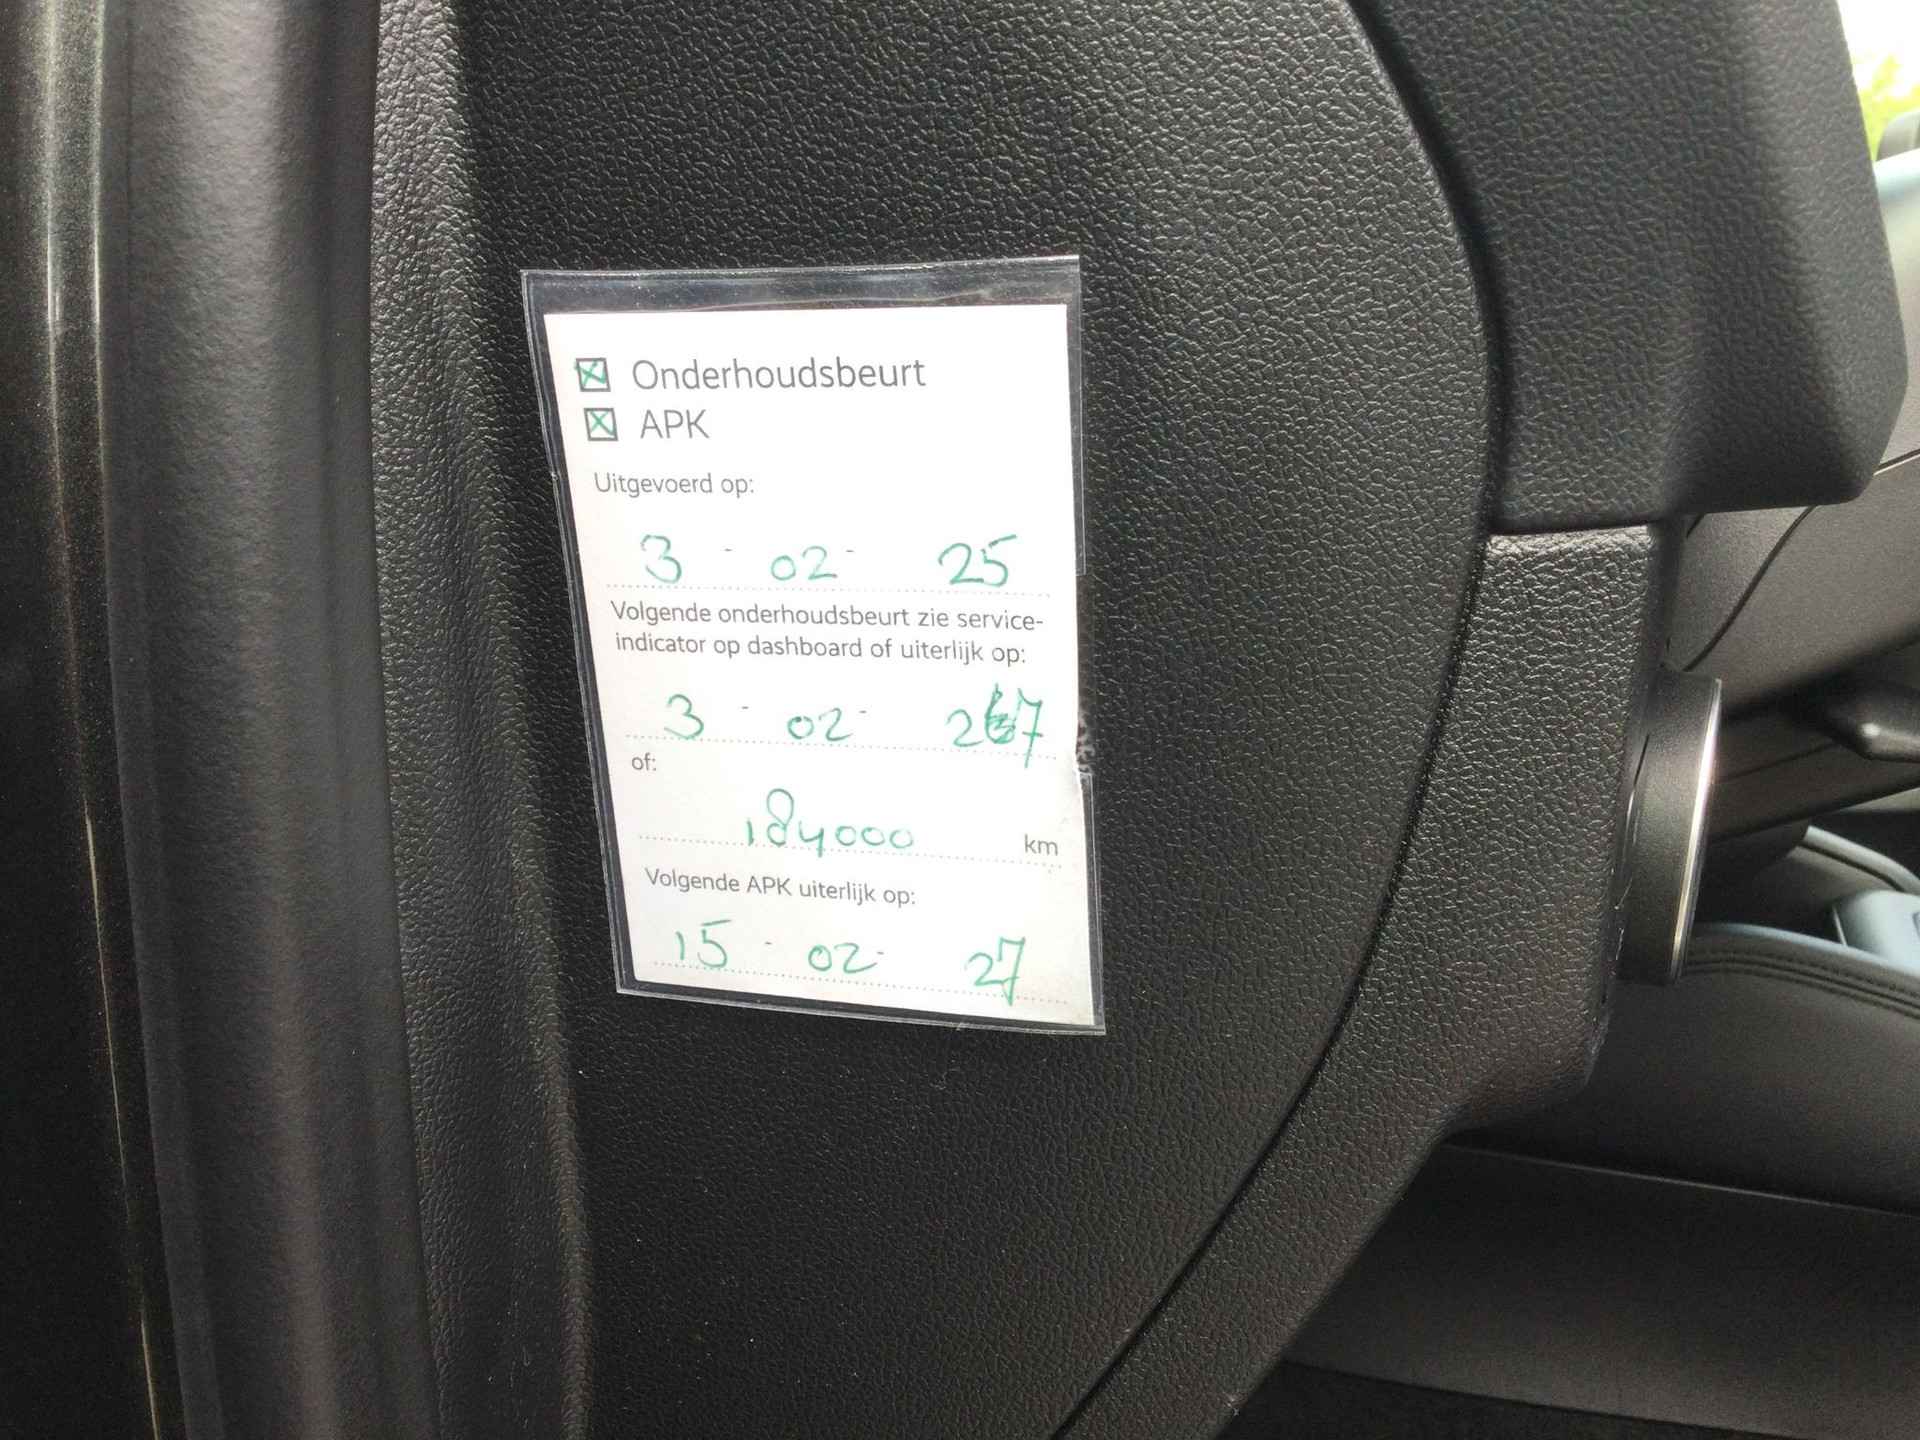 Onderhoudsbeurt
APK
Uitgevoerd op:
3 - 02 - 25
Volgende onderhoudsbeurt zie service-
indicator op dashboard of uiterlijk op:
3 - 02 - 27
of:
184000 km
Volgende APK uiterlijk op:
15 - 02 - 27